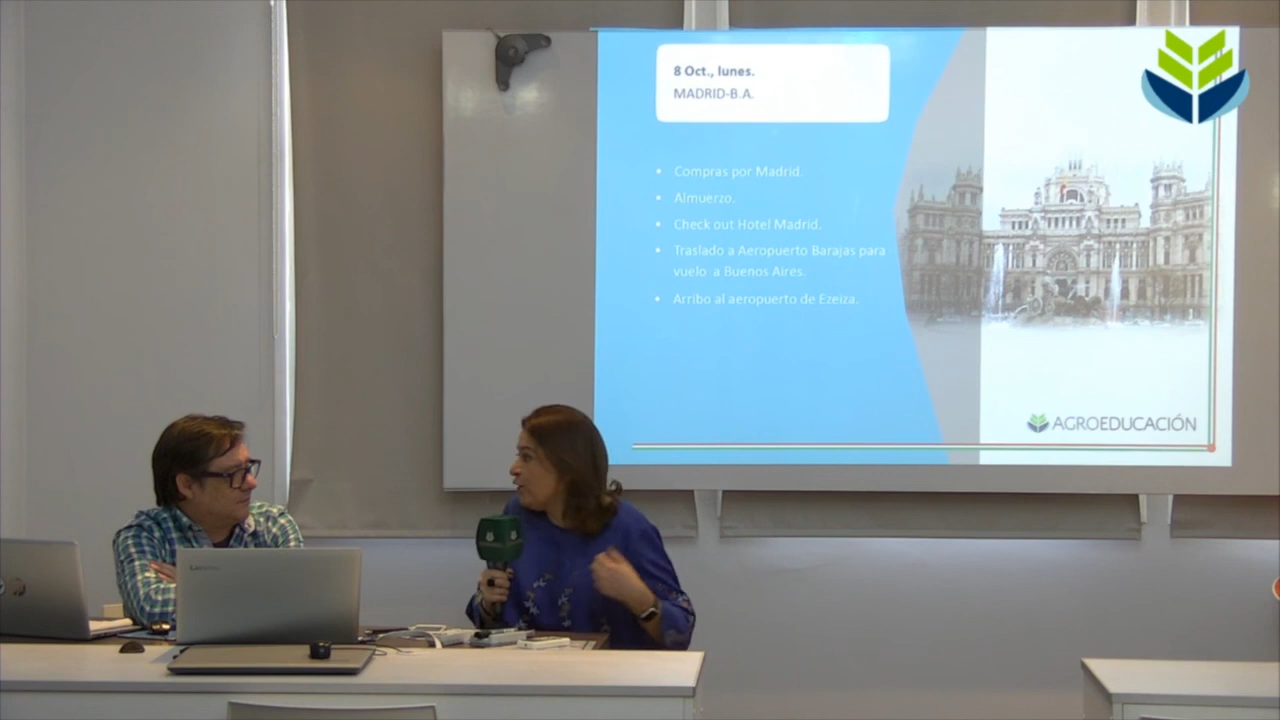 8 Oct., lunes.
MADRID-B.A.
Compras por Madrid.
Almuerzo.
Check out Hotel Madrid.
Traslado a Aeropuerto Barajas para
vuelo a Buenos Aires.
Arribo al aeropuerto de Ezeiza.
AGROEDUCACIÓN
Lenovo